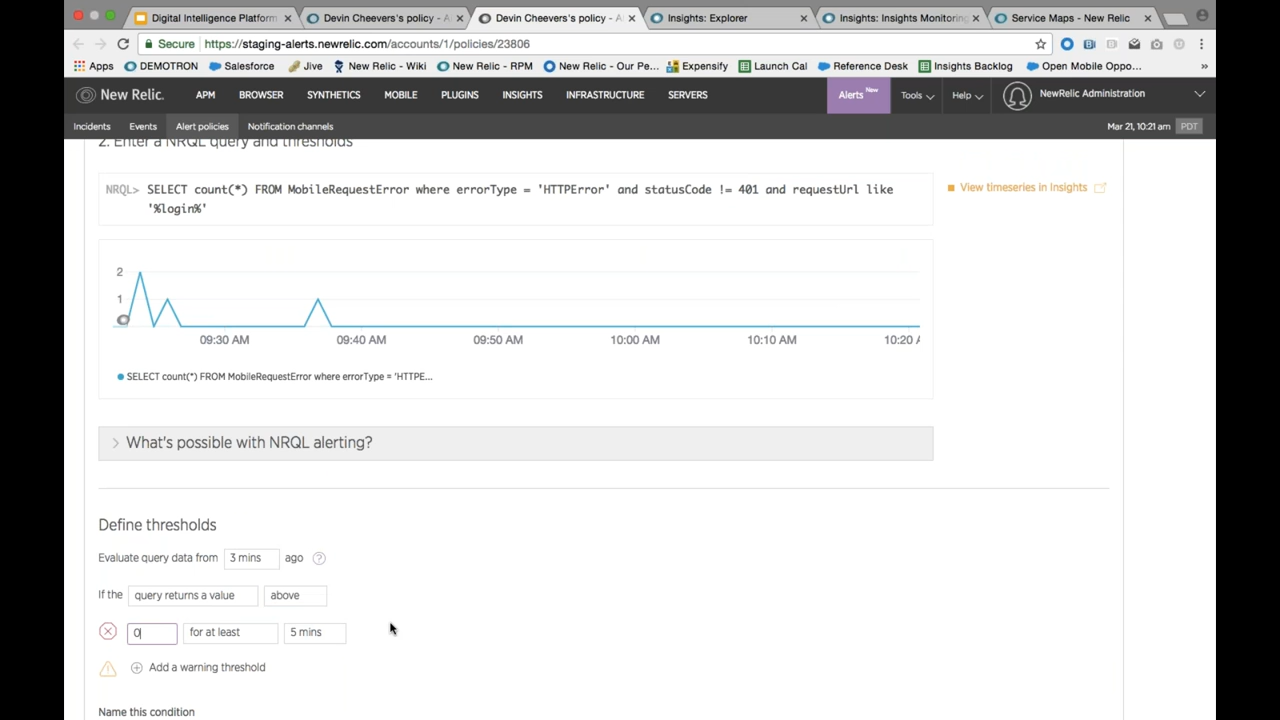 Digital Intelligence Platform
Devin Cheevers's policy - A
Devin Cheevers's policy - Al
Insights: Explorer
Insights: Insights Monitoring
Service Maps - New Relic
Secure
https://staging-alerts.newrelic.com/accounts/1/policies/23806
Apps
DEMOTRON
Salesforce
Jive
New Relic - Wiki
New Relic - RPM
New Relic - Our Pe...
Expensify
Launch Cal
Reference Desk
Insights Backlog
Open Mobile Oppo...
»
New Relic.
APM
BROWSER
SYNTHETICS
MOBILE
PLUGINS
INSIGHTS
INFRASTRUCTURE
SERVERS
Alerts New
Tools
Help
NewRelic Administration
Incidents
Events
Alert policies
Notification channels
Mar 21, 10:21 am
PDT
2. Enter a NRQL query and thresholds
NRQL> SELECT count(*) FROM MobileRequestError where errorType = 'HTTPError' and statusCode != 401 and requestUrl like
'%login%'
View timeseries in Insights
2
1
09:30 AM
09:40 AM
09:50 AM
10:00 AM
10:10 AM
10:20 A
SELECT count(*) FROM MobileRequestError where errorType = 'HTTPE...
What's possible with NRQL alerting?
Define thresholds
Evaluate query data from 3 mins ago ?
If the query returns a value above
0 for at least 5 mins
Add a warning threshold
Name this condition